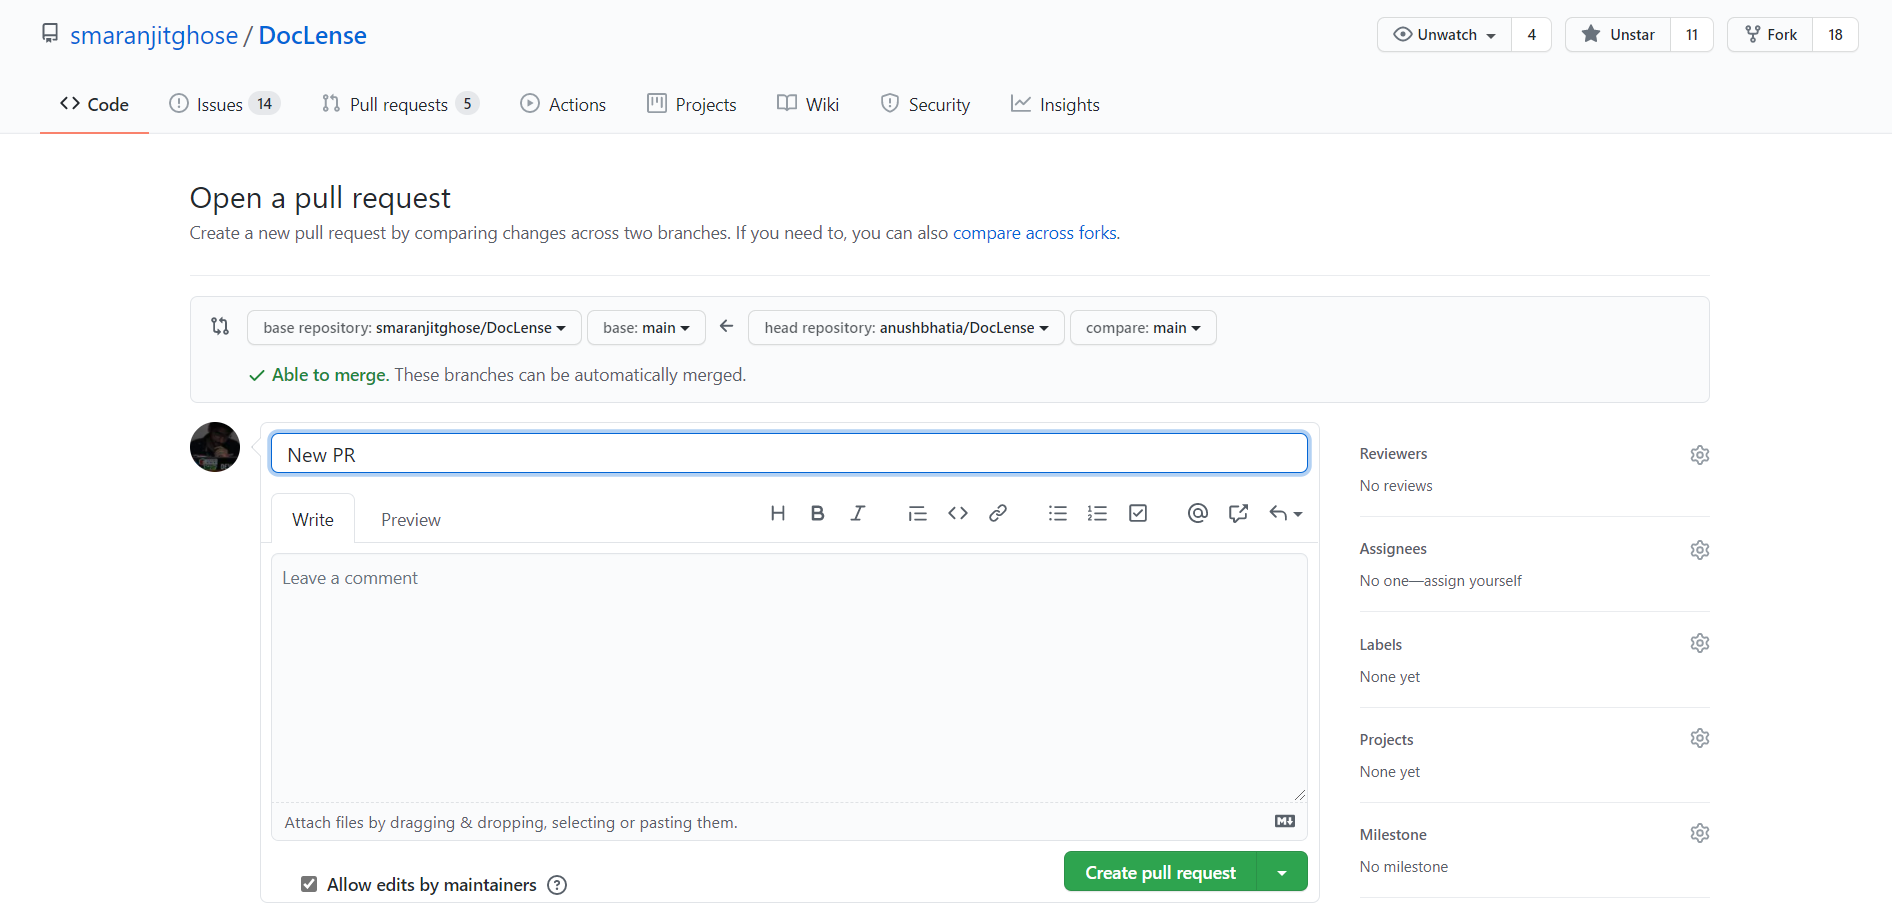 smaranjitghose / DocLense
Unwatch 4 Unstar 11 Fork 18
Code Issues 14 Pull requests 5 Actions Projects Wiki Security Insights
Open a pull request
Create a new pull request by comparing changes across two branches. If you need to, you can also compare across forks.
base repository: smaranjitghose/DocLense base: main head repository: anushbhatia/DocLense compare: main
Able to merge. These branches can be automatically merged.
New PR
Write Preview
Leave a comment
Attach files by dragging & dropping, selecting or pasting them.
Allow edits by maintainers
Create pull request
Reviewers
No reviews
Assignees
No one—assign yourself
Labels
None yet
Projects
None yet
Milestone
No milestone